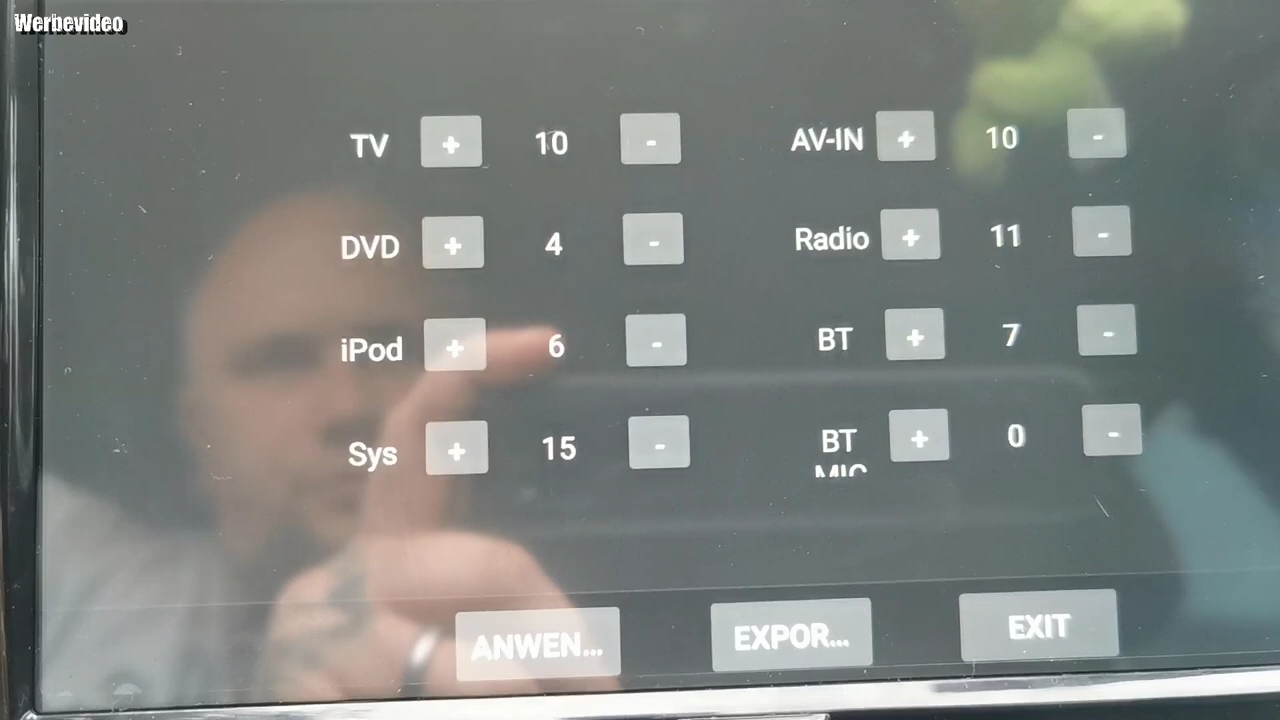 Werbevideo
TV + 10 - AV-IN + 10 -
DVD + 4 - Radio + 11 -
iPod + 6 - BT + 7 -
Sys + 15 - BT MIC + 0 -
ANWEN... EXPOR... EXIT